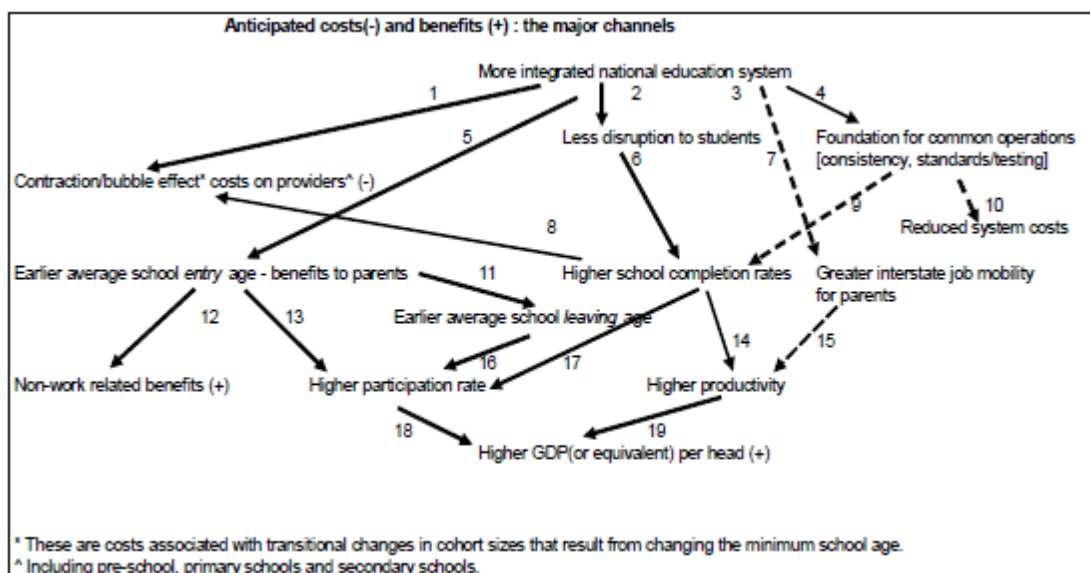 Anticipated costs(-) and benefits (+) : the major channels
More integrated national education system
1
2
3
4
5
Less disruption to students
Foundation for common operations
[consistency, standards/testing]
6
7
Contraction/bubble effect* costs on providers^ (-)
8
9
10
Reduced system costs
Earlier average school entry age - benefits to parents
11
Higher school completion rates
Greater interstate job mobility
for parents
12
13
Earlier average school leaving age
14
15
16
17
Non-work related benefits (+)
Higher participation rate
Higher productivity
18
19
Higher GDP(or equivalent) per head (+)
* These are costs associated with transitional changes in cohort sizes that result from changing the minimum school age.
^ Including pre-school, primary schools and secondary schools.